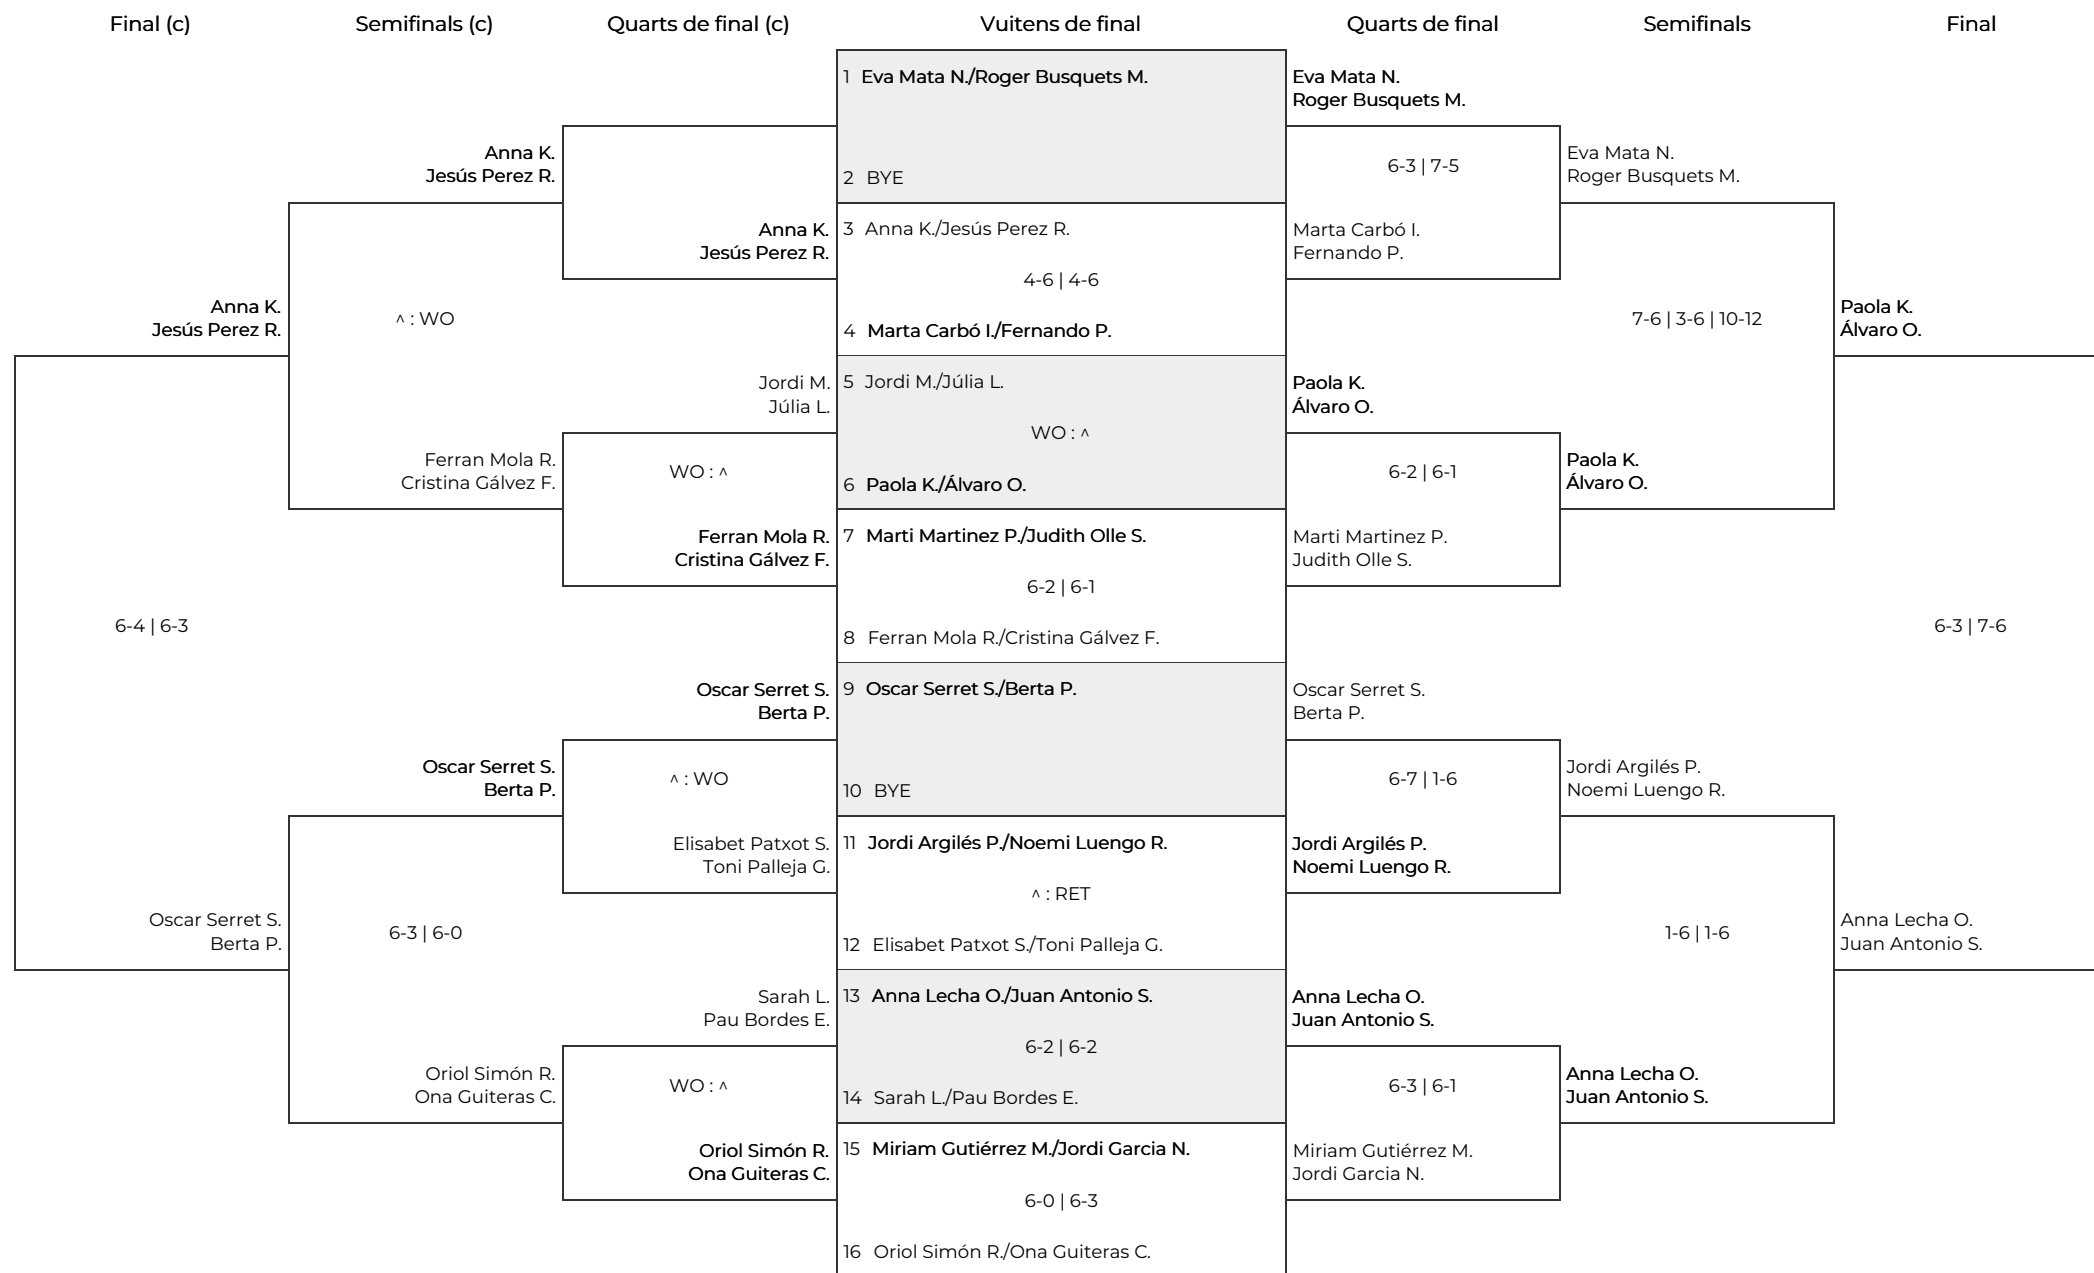 Final (c)
Semifinals (c)
Quarts de final (c)
Vuitens de final
Quarts de final
Semifinals
Final
Anna K.
Jesús Perez R.
6-4 | 6-3
Oscar Serret S.
Berta P.
Anna K.
Jesús Perez R.
^ : WO
Ferran Mola R.
Cristina Gálvez F.
Oscar Serret S.
Berta P.
6-3 | 6-0
Oriol Simón R.
Ona Guiteras C.
Anna K.
Jesús Perez R.
Jordi M.
Júlia L.
WO : ^
Ferran Mola R.
Cristina Gálvez F.
Oscar Serret S.
Berta P.
^ : WO
Elisabet Patxot S.
Toni Palleja G.
Sarah L.
Pau Bordes E.
WO : ^
Oriol Simón R.
Ona Guiteras C.
1 Eva Mata N./Roger Busquets M.
2 BYE
3 Anna K./Jesús Perez R.
4-6 | 4-6
4 Marta Carbó I./Fernando P.
5 Jordi M./Júlia L.
WO : ^
6 Paola K./Álvaro O.
7 Marti Martinez P./Judith Olle S.
6-2 | 6-1
8 Ferran Mola R./Cristina Gálvez F.
9 Oscar Serret S./Berta P.
10 BYE
11 Jordi Argilés P./Noemi Luengo R.
^ : RET
12 Elisabet Patxot S./Toni Palleja G.
13 Anna Lecha O./Juan Antonio S.
6-2 | 6-2
14 Sarah L./Pau Bordes E.
15 Miriam Gutiérrez M./Jordi Garcia N.
6-0 | 6-3
16 Oriol Simón R./Ona Guiteras C.
Eva Mata N.
Roger Busquets M.
6-3 | 7-5
Marta Carbó I.
Fernando P.
Paola K.
Álvaro O.
6-2 | 6-1
Marti Martinez P.
Judith Olle S.
Oscar Serret S.
Berta P.
6-7 | 1-6
Jordi Argilés P.
Noemi Luengo R.
Anna Lecha O.
Juan Antonio S.
6-3 | 6-1
Miriam Gutiérrez M.
Jordi Garcia N.
Eva Mata N.
Roger Busquets M.
7-6 | 3-6 | 10-12
Paola K.
Álvaro O.
Jordi Argilés P.
Noemi Luengo R.
1-6 | 1-6
Anna Lecha O.
Juan Antonio S.
Paola K.
Álvaro O.
6-3 | 7-6
Anna Lecha O.
Juan Antonio S.